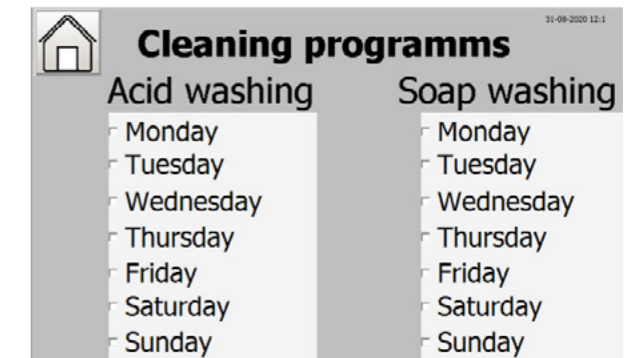 31-08-2020 12:1
Cleaning programms
Acid washing
Monday
Tuesday
Wednesday
Thursday
Friday
Saturday
Sunday
Soap washing
Monday
Tuesday
Wednesday
Thursday
Friday
Saturday
Sunday